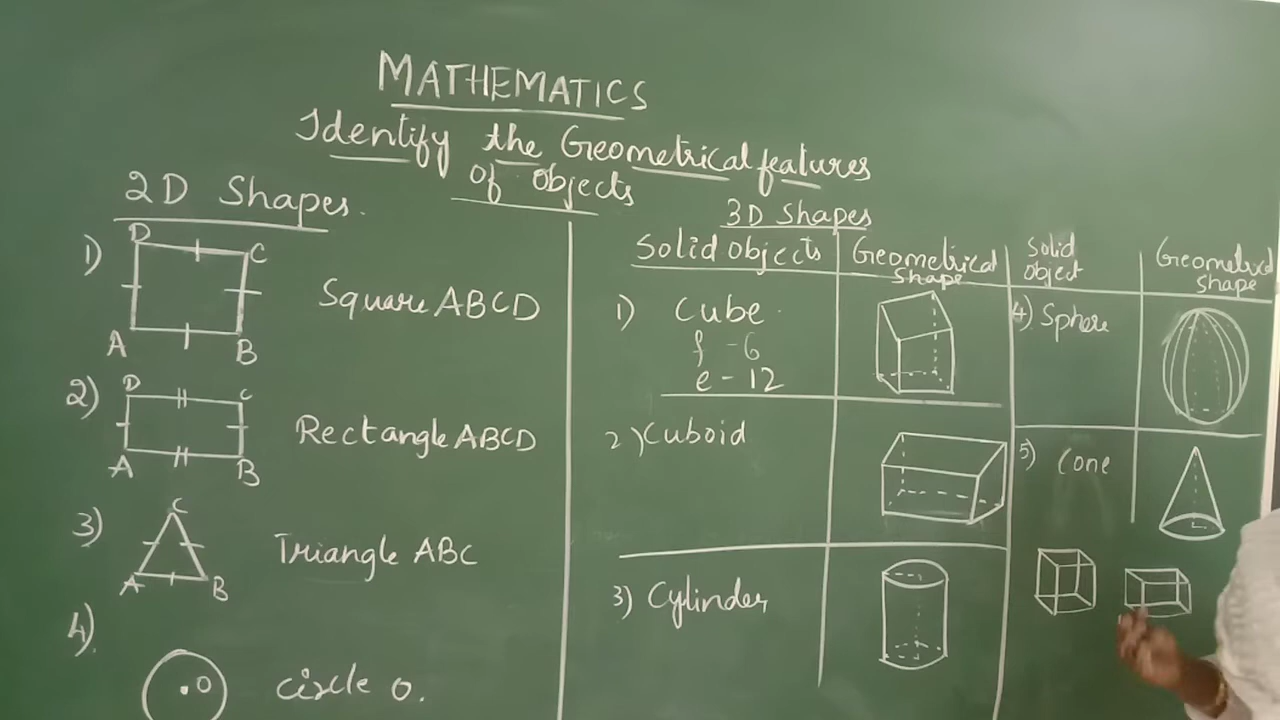 MATHEMATICS
Identify the Geometrical features
of Objects
2D Shapes.
1)
D
C
A
B
Square ABCD
2)
D
C
A
B
Rectangle ABCD
3)
C
A
B
Triangle ABC
4).
O
Circle O.
3D Shapes
Solid Objects
Geometrical
Shape
1) Cube
f - 6
e - 12
2) Cuboid
3) Cylinder
Solid
Object
Geometrical
Shape
4) Sphere
5) Cone